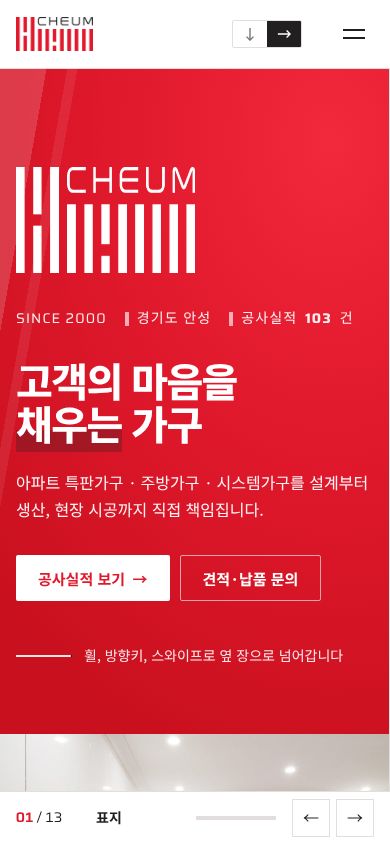 CHEUM
CHEUM
SINCE 2000 경기도 안성 공사실적 103 건
고객의 마음을
채우는 가구
아파트 특판가구 · 주방가구 · 시스템가구를 설계부터
생산, 현장 시공까지 직접 책임집니다.
공사실적 보기 →
견적·납품 문의
휠, 방향키, 스와이프로 옆 장으로 넘어갑니다
01 / 13 표지